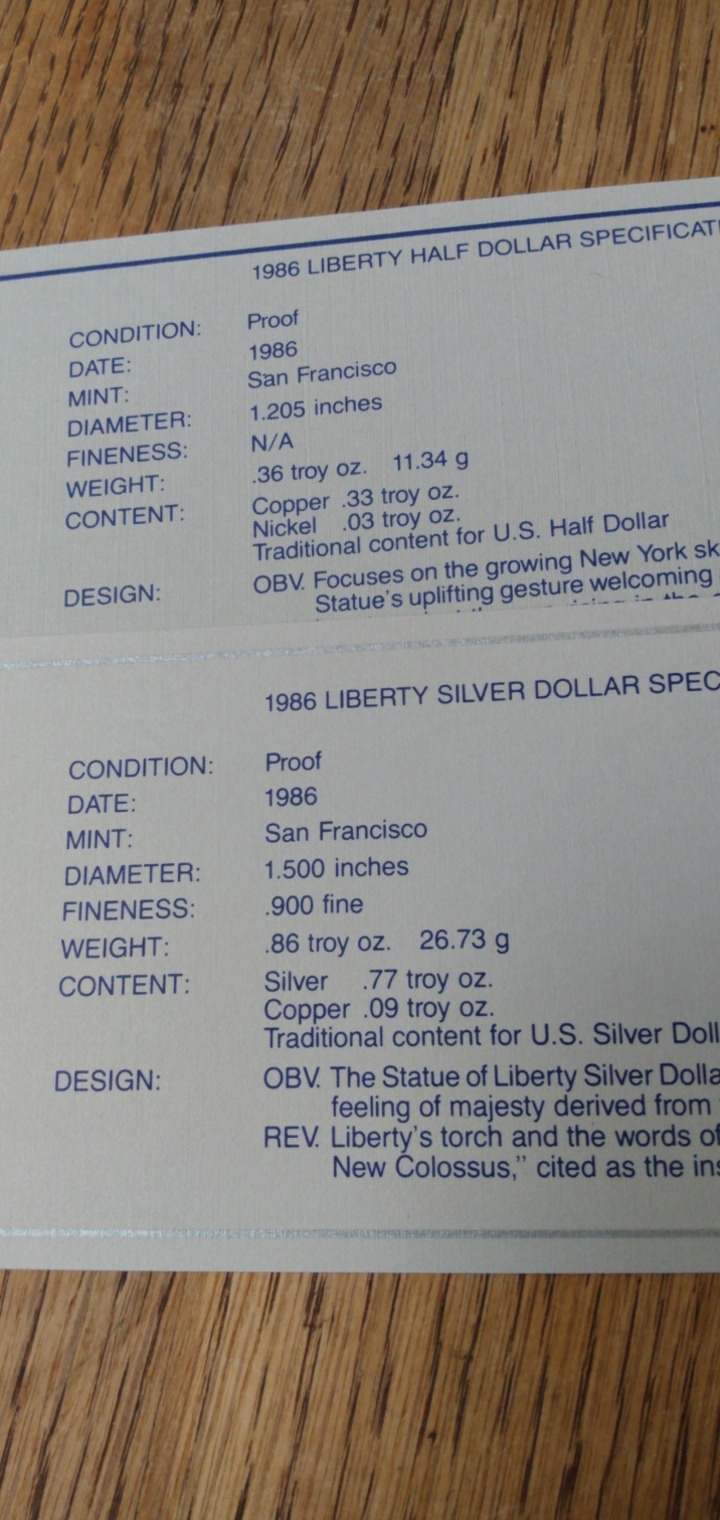 1986 LIBERTY HALF DOLLAR SPECIFICAT
CONDITION: Proof
DATE: 1986
MINT: San Francisco
DIAMETER: 1.205 inches
FINENESS: N/A
WEIGHT: .36 troy oz. 11.34 g
CONTENT: Copper .33 troy oz.
Nickel .03 troy oz.
Traditional content for U.S. Half Dollar
DESIGN: OBV. Focuses on the growing New York sk
Statue's uplifting gesture welcoming
1986 LIBERTY SILVER DOLLAR SPEC
CONDITION: Proof
DATE: 1986
MINT: San Francisco
DIAMETER: 1.500 inches
FINENESS: .900 fine
WEIGHT: .86 troy oz. 26.73 g
CONTENT: Silver .77 troy oz.
Copper .09 troy oz.
Traditional content for U.S. Silver Doll
DESIGN: OBV. The Statue of Liberty Silver Dolla
feeling of majesty derived from
REV. Liberty's torch and the words of
New Colossus," cited as the ins